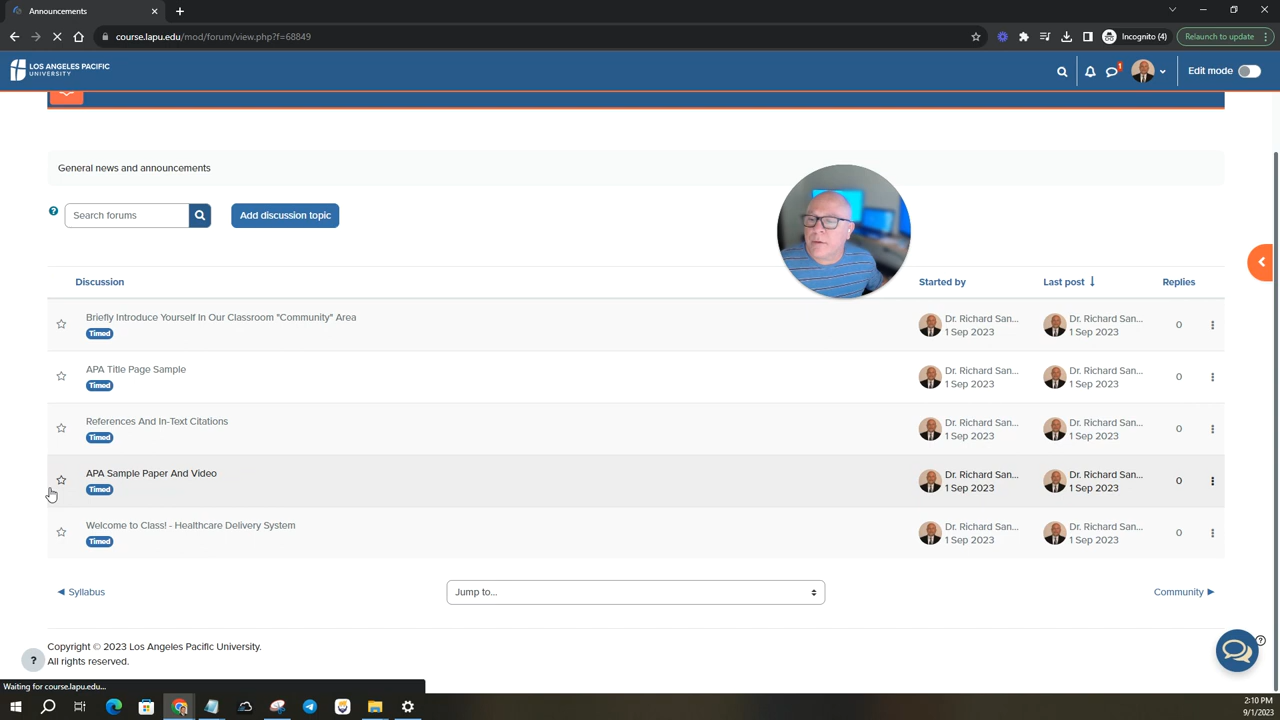 Announcements
course.lapu.edu/mod/forum/view.php?f=68849
Incognito (4)
Relaunch to update
LOS ANGELES PACIFIC
UNIVERSITY
1
Edit mode
General news and announcements
Search forums
Add discussion topic
Discussion
Started by
Last post ↓
Replies
Briefly Introduce Yourself In Our Classroom "Community" Area
Timed
Dr. Richard San...
1 Sep 2023
Dr. Richard San...
1 Sep 2023
0
APA Title Page Sample
Timed
Dr. Richard San...
1 Sep 2023
Dr. Richard San...
1 Sep 2023
0
References And In-Text Citations
Timed
Dr. Richard San...
1 Sep 2023
Dr. Richard San...
1 Sep 2023
0
APA Sample Paper And Video
Timed
Dr. Richard San...
1 Sep 2023
Dr. Richard San...
1 Sep 2023
0
Welcome to Class! - Healthcare Delivery System
Timed
Dr. Richard San...
1 Sep 2023
Dr. Richard San...
1 Sep 2023
0
◀ Syllabus
Jump to...
Community ▶
Copyright © 2023 Los Angeles Pacific University.
All rights reserved.
?
?
Waiting for course.lapu.edu...
2:10 PM
9/1/2023